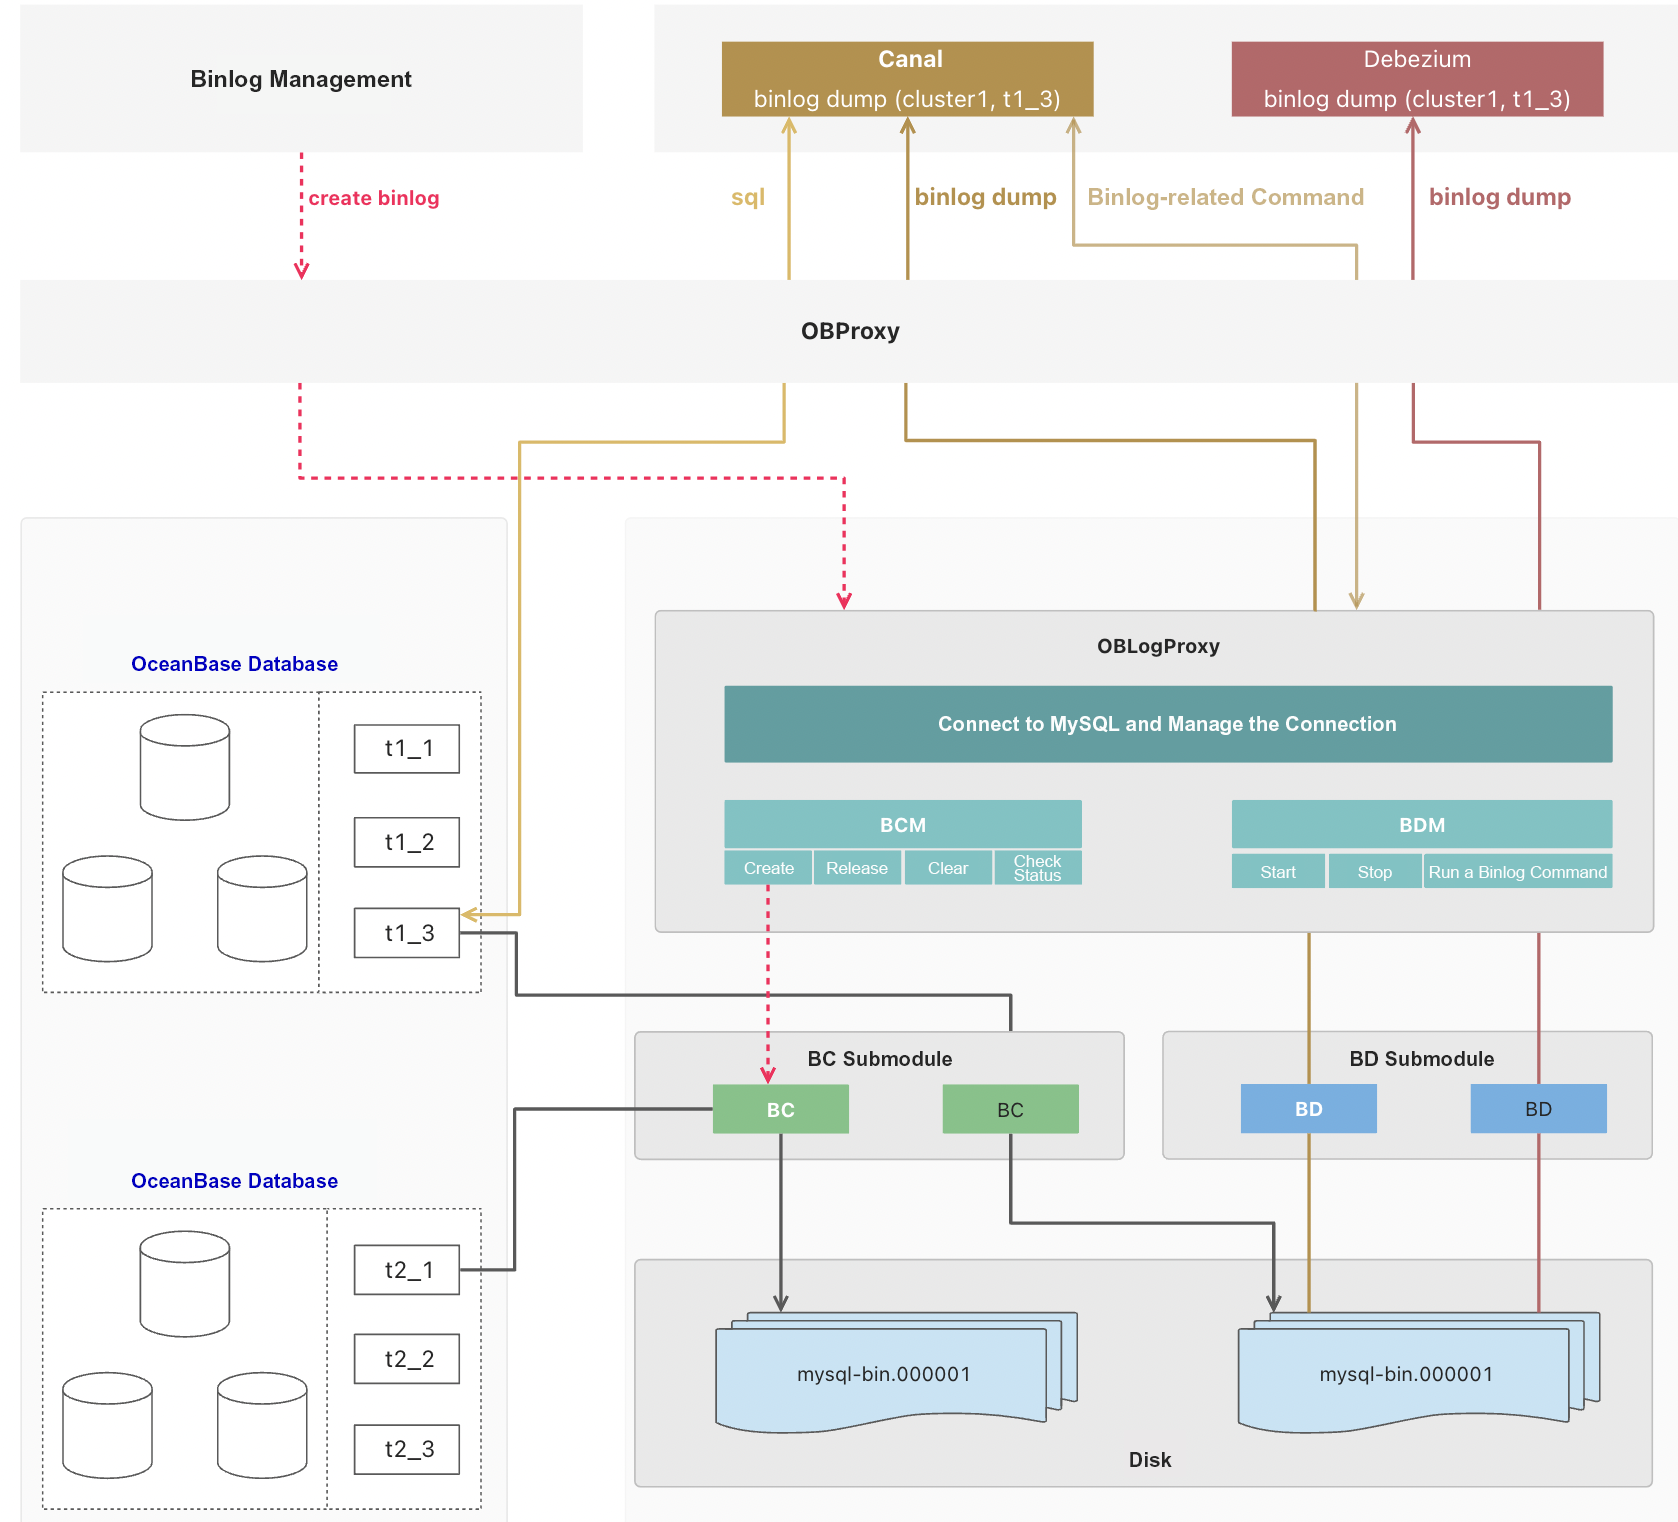 Binlog Management
Canal
binlog dump (cluster1, t1_3)
Debezium
binlog dump (cluster1, t1_3)
create binlog
sql
binlog dump
Binlog-related Command
binlog dump
OBProxy
OceanBase Database
t1_1
t1_2
t1_3
OBLogProxy
Connect to MySQL and Manage the Connection
BCM
Create
Release
Clear
Check
Status
BDM
Start
Stop
Run a Binlog Command
BC Submodule
BC
BC
BD Submodule
BD
BD
OceanBase Database
t2_1
t2_2
t2_3
mysql-bin.000001
mysql-bin.000001
Disk